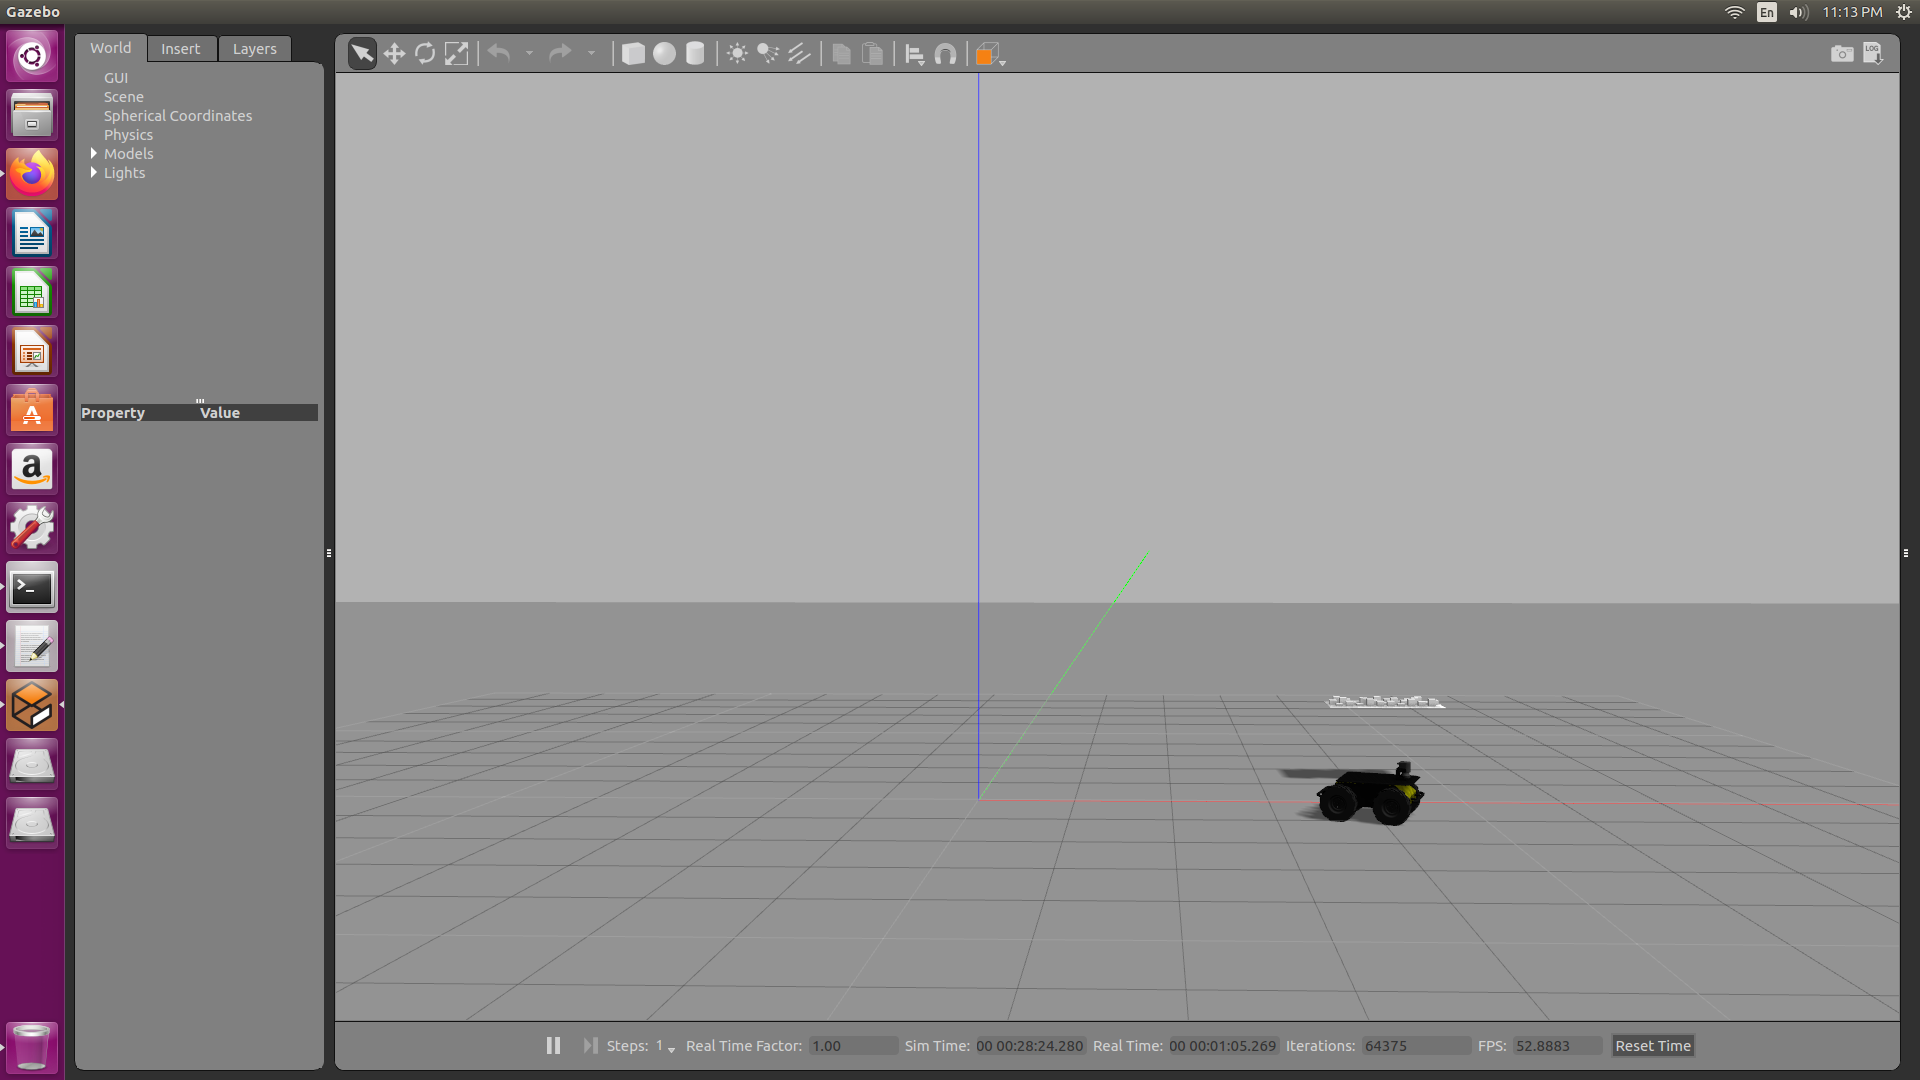 Gazebo
En
11:13 PM
World
Insert
Layers
LOG
GUI
Scene
Spherical Coordinates
Physics
Models
Lights
Property
Value
Steps: 1
Real Time Factor: 1.00
Sim Time: 00 00:28:24.280
Real Time: 00 00:01:05.269
Iterations: 64375
FPS: 52.8883
Reset Time